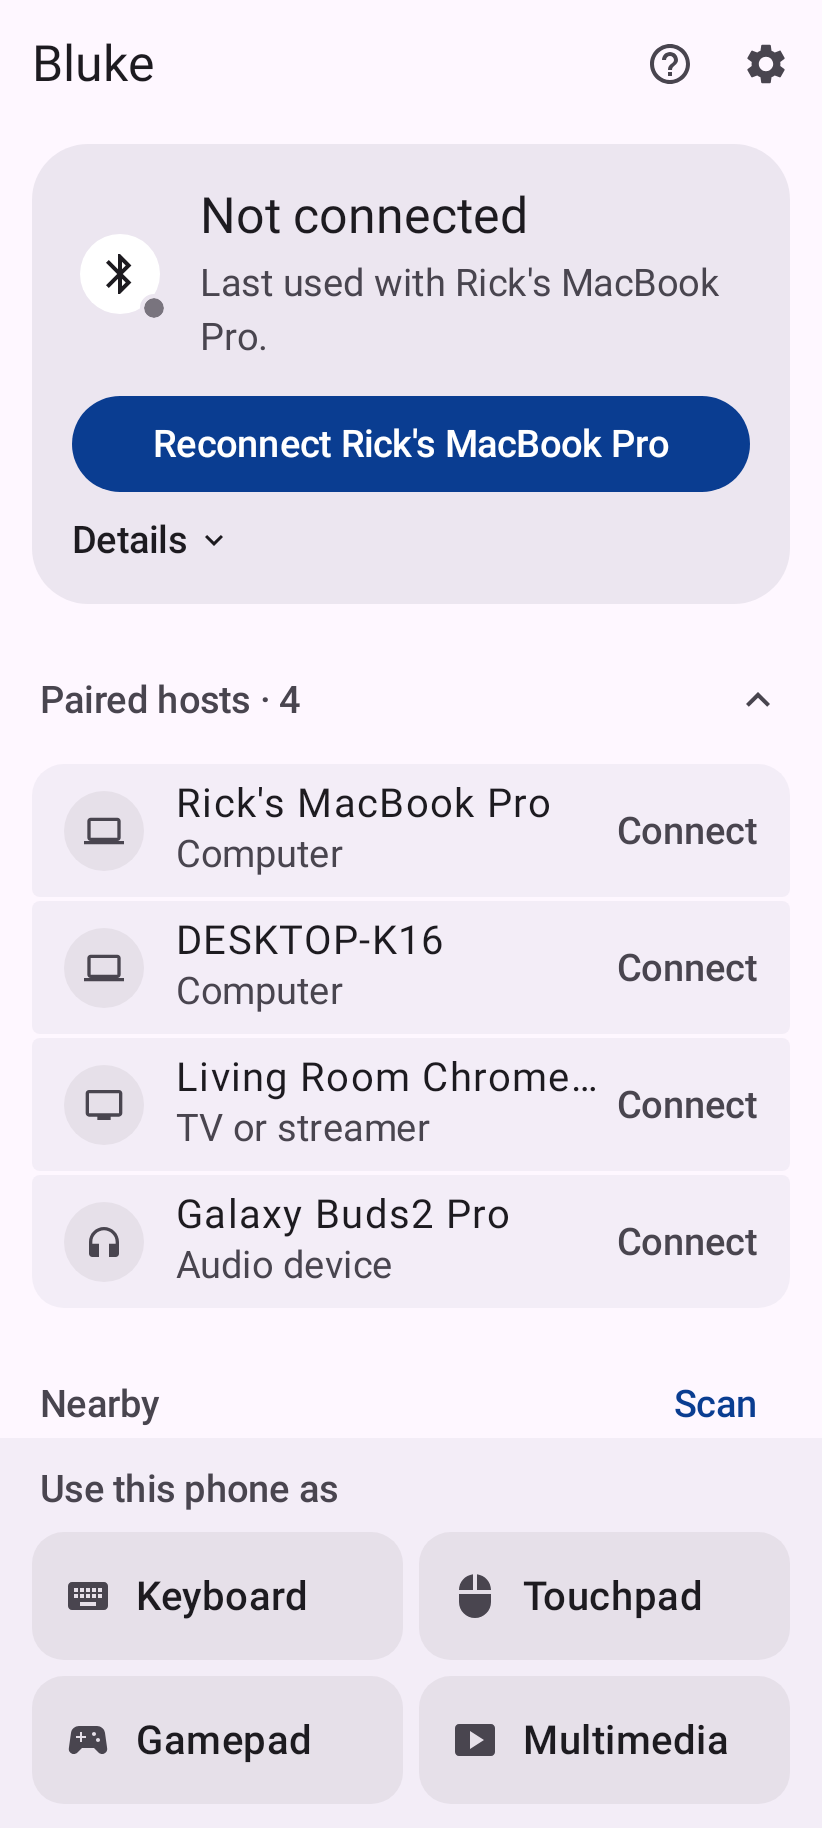 Bluke
Not connected
Last used with Rick's MacBook
Pro.
Reconnect Rick's MacBook Pro
Details
Paired hosts · 4
Rick's MacBook Pro
Computer
Connect
DESKTOP-K16
Computer
Connect
Living Room Chrome…
TV or streamer
Connect
Galaxy Buds2 Pro
Audio device
Connect
Nearby
Scan
Use this phone as
Keyboard
Touchpad
Gamepad
Multimedia